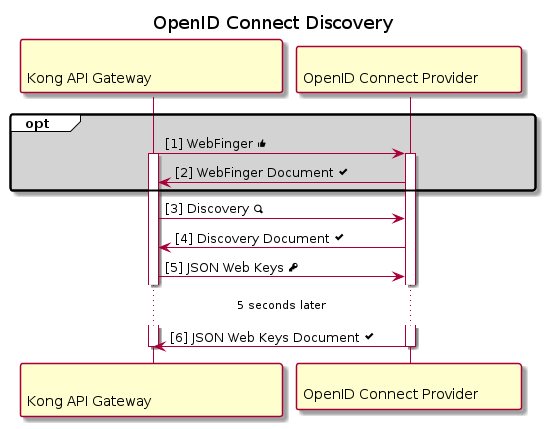 OpenID Connect Discovery
Kong API Gateway
OpenID Connect Provider
opt
[1] WebFinger
[2] WebFinger Document
[3] Discovery
[4] Discovery Document
[5] JSON Web Keys
5 seconds later
[6] JSON Web Keys Document
Kong API Gateway
OpenID Connect Provider